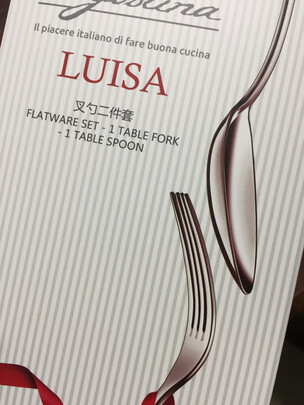 Il piacere italiano di fare buona cucina
LUISA
叉勺二件套
FLATWARE SET - 1 TABLE FORK
- 1 TABLE SPOON